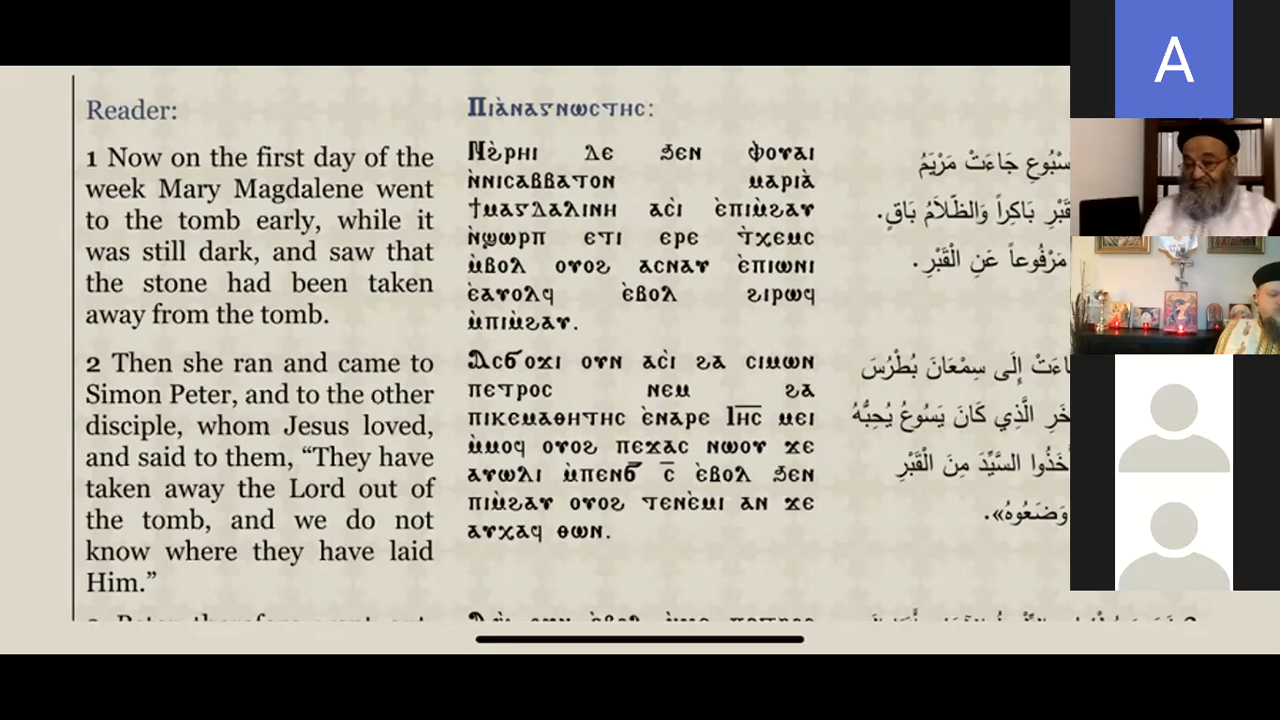 Reader:
1 Now on the first day of the
week Mary Magdalene went
to the tomb early, while it
was still dark, and saw that
the stone had been taken
away from the tomb.
2 Then she ran and came to
Simon Peter, and to the other
disciple, whom Jesus loved,
and said to them, “They have
taken away the Lord out of
the tomb, and we do not
know where they have laid
Him.”
Ⲡⲓⲁ̀ⲛⲁⲅⲛⲱⲥⲧⲏⲥ:
Ⲛ̀ϩ̀ⲣⲏⲓ ⲇⲉ ϧⲉⲛ ⲫ̀ⲟⲩⲁⲓ
ⲛ̀ⲛⲓⲥⲁⲃⲃⲁⲧⲟⲛ ⲙⲁⲣⲓⲁ̀
ϯⲙⲁⲅⲇⲁⲗⲓⲛⲏ ⲁⲥⲓ̀ ⲉ̀ⲡⲓⲙ̀ϩⲁⲩ
ⲛ̀ϣⲱⲣⲡ ⲉⲧⲓ ⲉⲣⲉ ⲧ̀ⲭⲉⲙⲥ
ⲙ̀ⲃⲟⲗ ⲟⲩⲟϩ ⲁⲥⲛⲁⲩ ⲉ̀ⲡⲓⲱⲛⲓ
ⲉ̀ⲁⲩⲟⲗϥ ⲉ̀ⲃⲟⲗ ϩⲓⲣⲱϥ
ⲙ̀ⲡⲓⲙ̀ϩⲁⲩ.
Ⲁⲥϭⲟϫⲓ ⲟⲩⲛ ⲁⲥⲓ̀ ϩⲁ ⲥⲓⲙⲱⲛ
ⲡⲉⲧⲣⲟⲥ ⲛⲉⲙ ϩⲁ
ⲡⲓⲕⲉⲙⲁⲑⲏⲧⲏⲥ ⲉ̀ⲛⲁⲣⲉ Ⲓⲏ̅ⲥ̅ ⲙⲉⲓ
ⲙ̀ⲙⲟϥ ⲟⲩⲟϩ ⲡⲉϫⲁⲥ ⲛⲱⲟⲩ ϫⲉ
ⲁⲩⲱⲗⲓ ⲙ̀ⲡⲉⲛϭ̅ ⲥ̅ ⲉ̀ⲃⲟⲗ ϧⲉⲛ
ⲡⲓⲙ̀ϩⲁⲩ ⲟⲩⲟϩ ⲧⲉⲛⲉ̀ⲙⲓ ⲁⲛ ϫⲉ
ⲁⲩⲭⲁϥ ⲑⲱⲛ.
سْبُوعِ جَاءَتْ مَرْيَمُ
قَبْرِ بَاكِراً وَالظّلاَمُ بَاقٍ.
مَرْفُوعاً عَنِ الْقَبْرِ.
اءَتْ إِلَى سِمْعَانَ بُطْرُسَ
خَرِ الَّذِي كَانَ يَسُوعُ يُحِبُّهُ
أَخَذُوا السَّيِّدَ مِنَ الْقَبْرِ
وَضَعُوهُ».
A